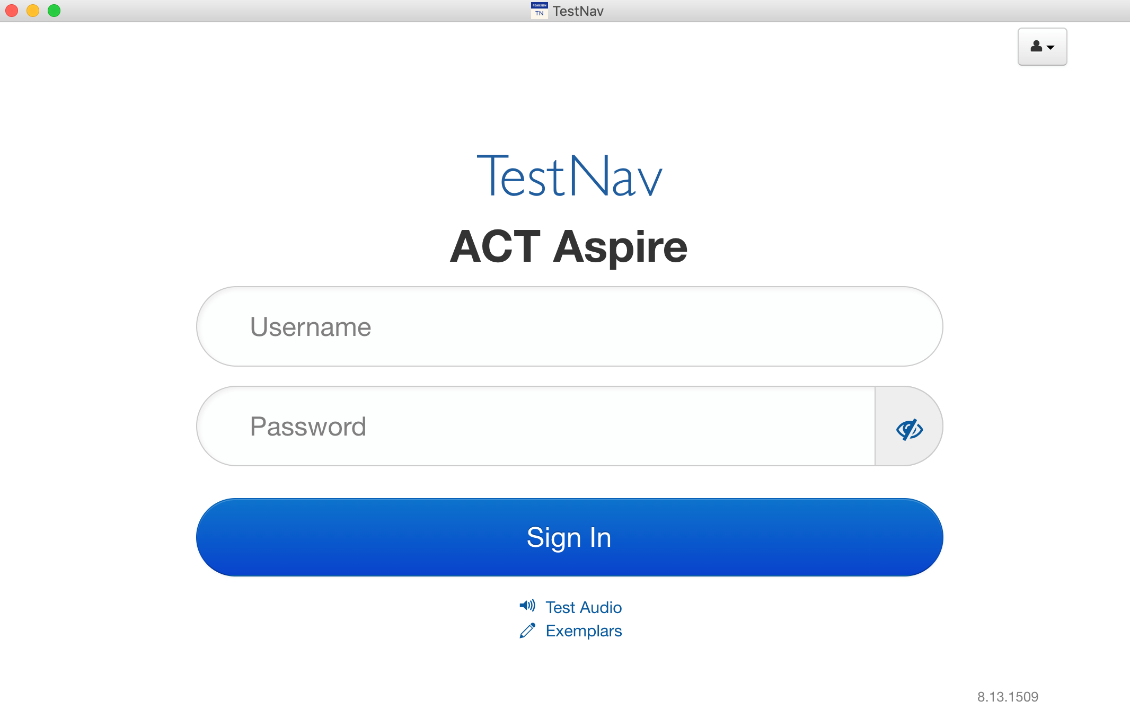 TestNav
TestNav
ACT Aspire
Username
Password
Sign In
Test Audio
Exemplars
8.13.1509